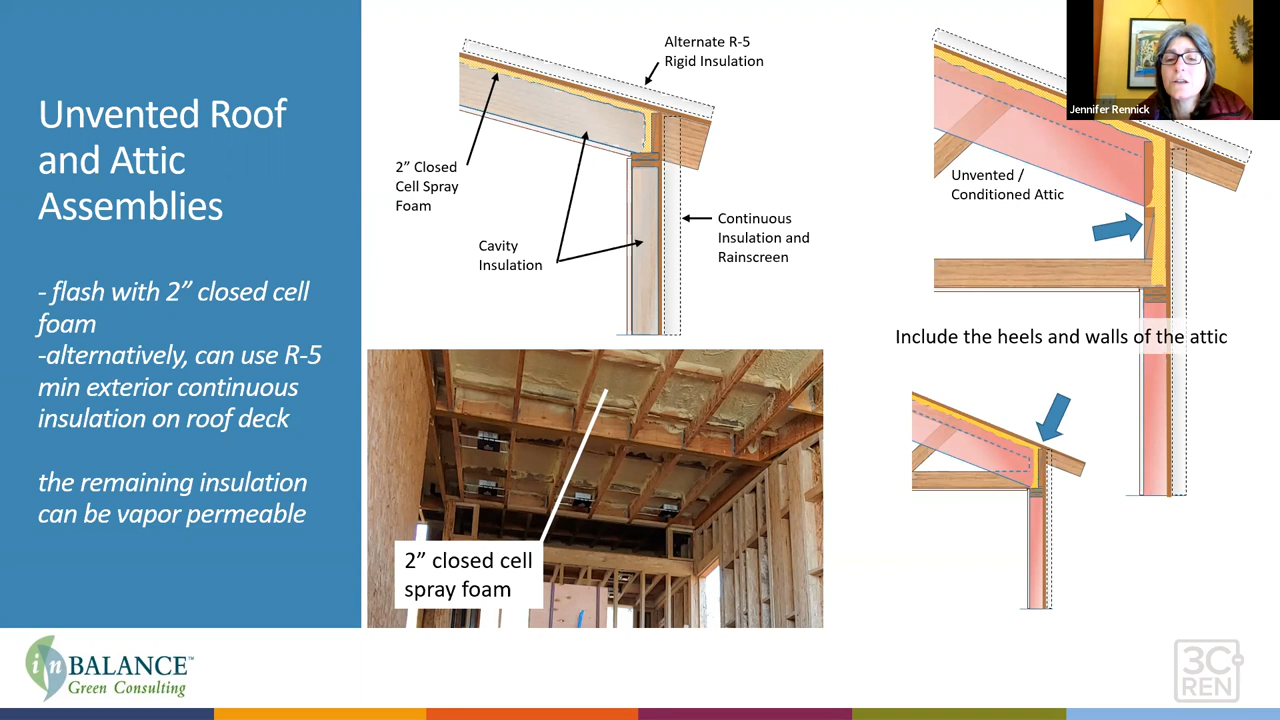 Unvented Roof
and Attic
Assemblies
- flash with 2” closed cell
foam
-alternatively, can use R-5
min exterior continuous
insulation on roof deck
the remaining insulation
can be vapor permeable
Alternate R-5
Rigid Insulation
2” Closed
Cell Spray
Foam
Cavity
Insulation
Continuous
Insulation and
Rainscreen
2” closed cell
spray foam
Jennifer Rennick
Unvented /
Conditioned Attic
Include the heels and walls of the attic
in BALANCE™
Green Consulting
3C
REN